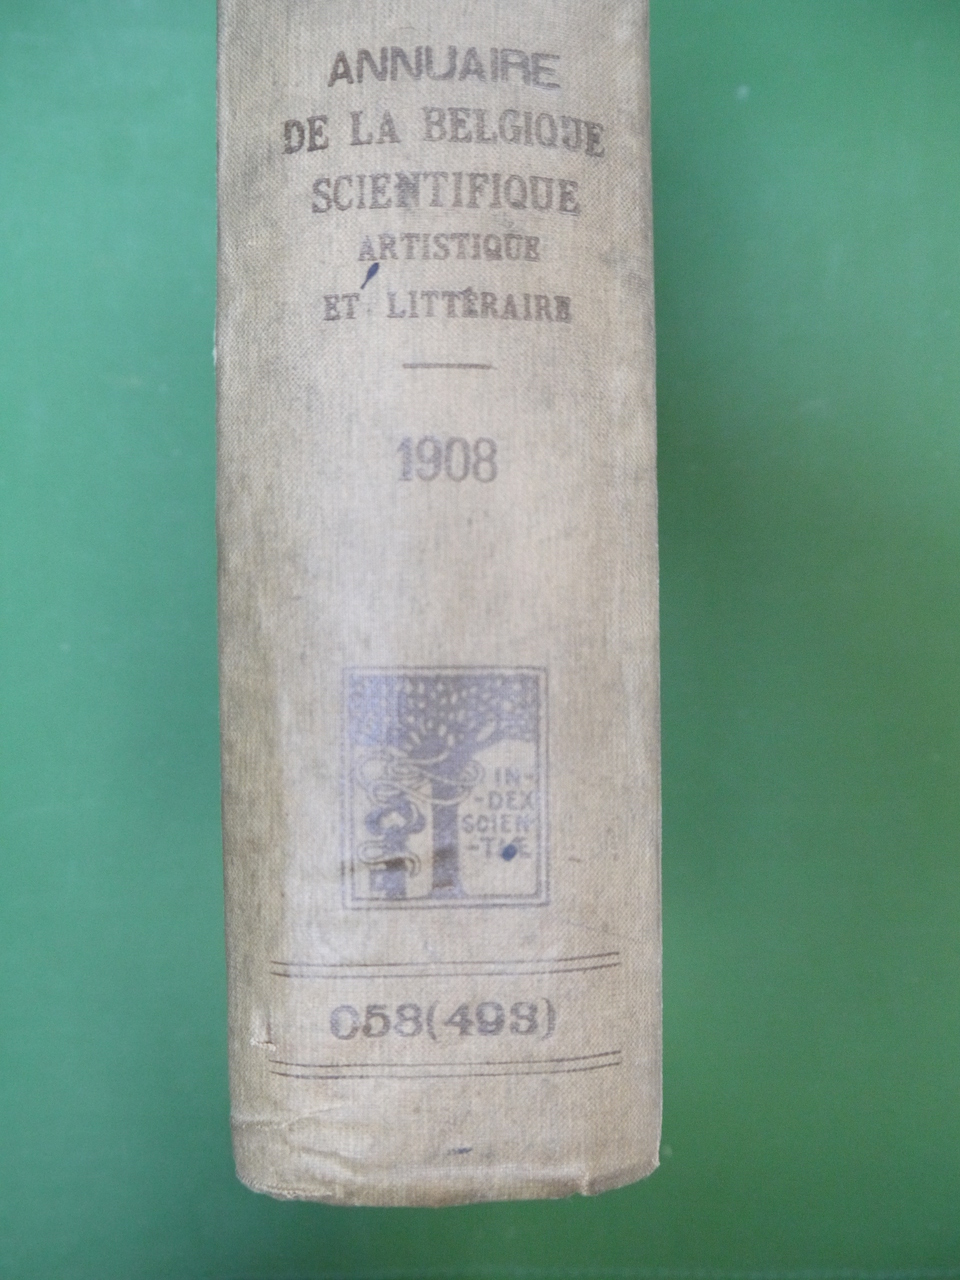 ANNUAIRE
DE LA BELGIQUE
SCIENTIFIQUE
ARTISTIQUE
ET LITTÉRAIRE
1908
IN-
-DEX
SCIEN
-TIÆ
058(493)